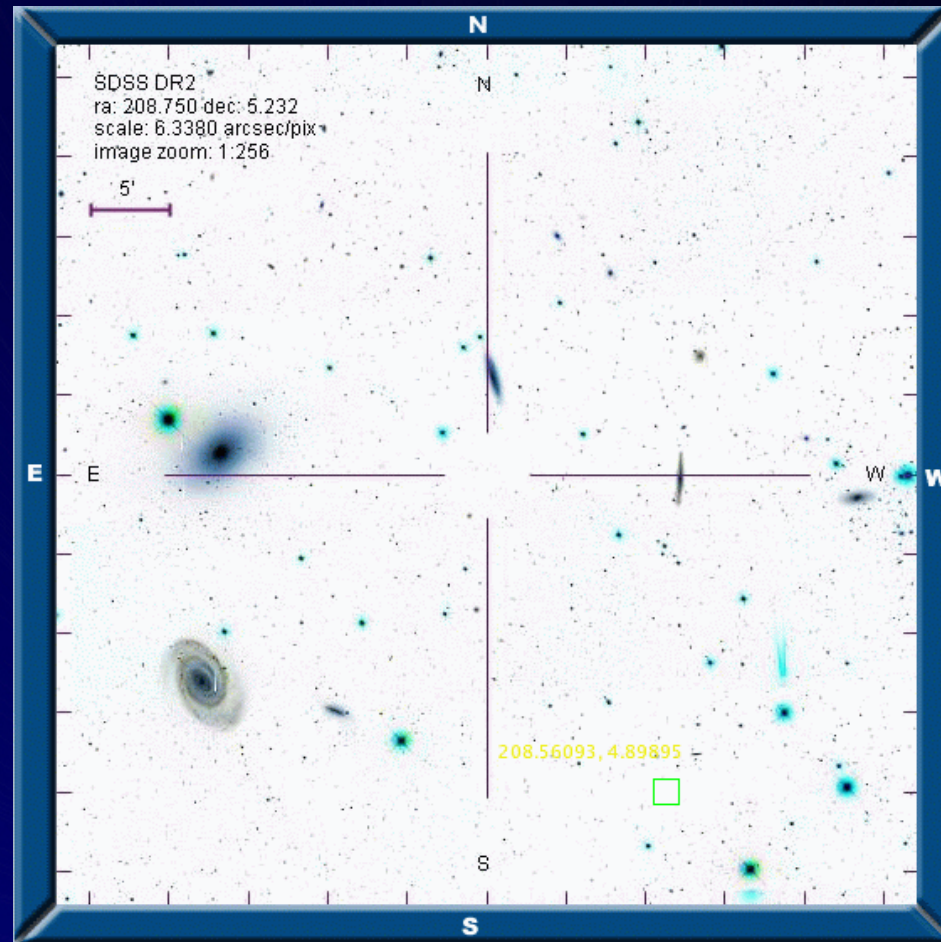 N
SDSS DR2
ra: 208.750 dec: 5.232
scale: 6.3380 arcsec/pix
image zoom: 1:256
N
5'
E
E
W
W
208.56093, 4.89895
S
S